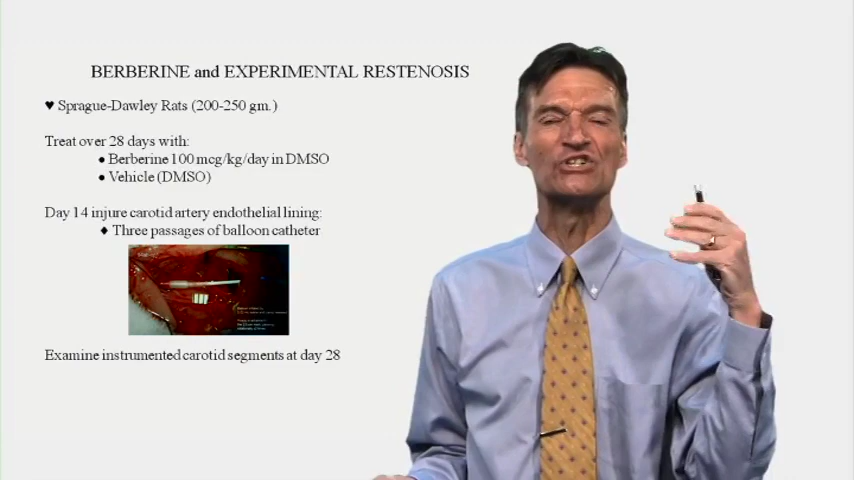 BERBERINE and EXPERIMENTAL RESTENOSIS
♥ Sprague-Dawley Rats (200-250 gm.)
Treat over 28 days with:
● Berberine 100 mcg/kg/day in DMSO
● Vehicle (DMSO)
Day 14 injure carotid artery endothelial lining:
♦ Three passages of balloon catheter
Examine instrumented carotid segments at day 28